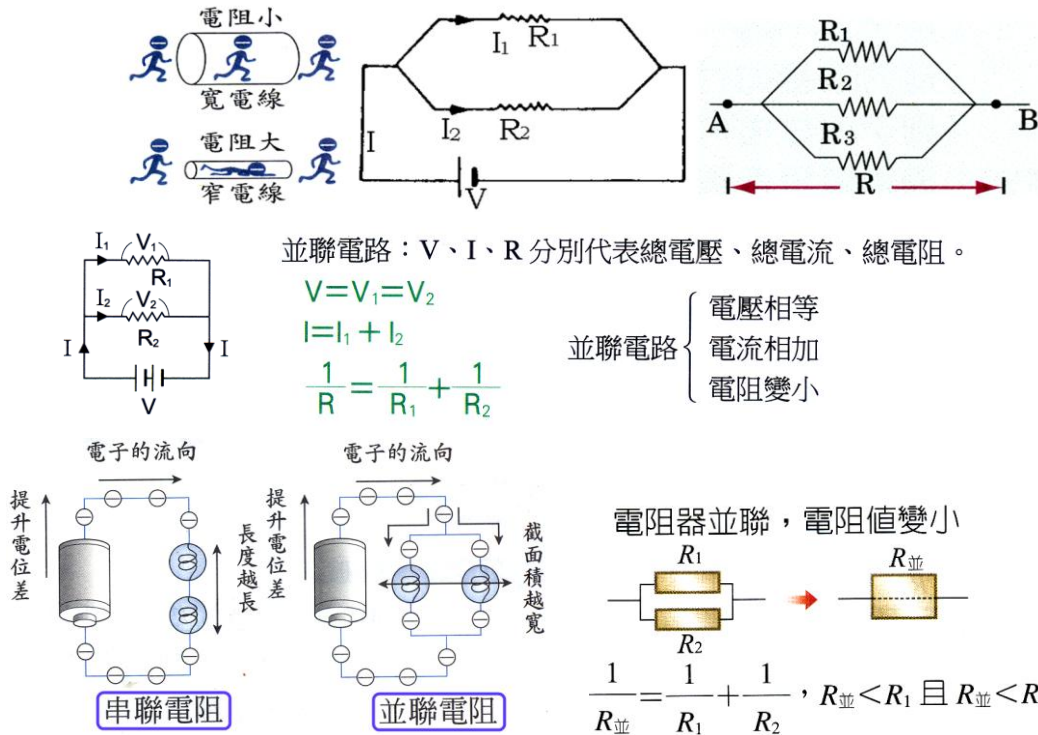 電阻小
寬電線
電阻大
窄電線
I₁ R₁
I₂ R₂
I
V
R₁
R₂
R₃
A B
R
I₁ V₁
R₁
I₂ V₂
R₂
I I
V
並聯電路：V、I、R 分別代表總電壓、總電流、總電阻。
V=V₁=V₂
I=I₁+I₂
1/R=1/R₁+1/R₂
並聯電路
電壓相等
電流相加
電阻變小
電子的流向
提升電位差
長度越長
串聯電阻
電子的流向
提升電位差
截面積越寬
並聯電阻
電阻器並聯，電阻值變小
R₁
R₂
R並
1/R並=1/R₁+1/R₂，R並<R₁ 且 R並<R